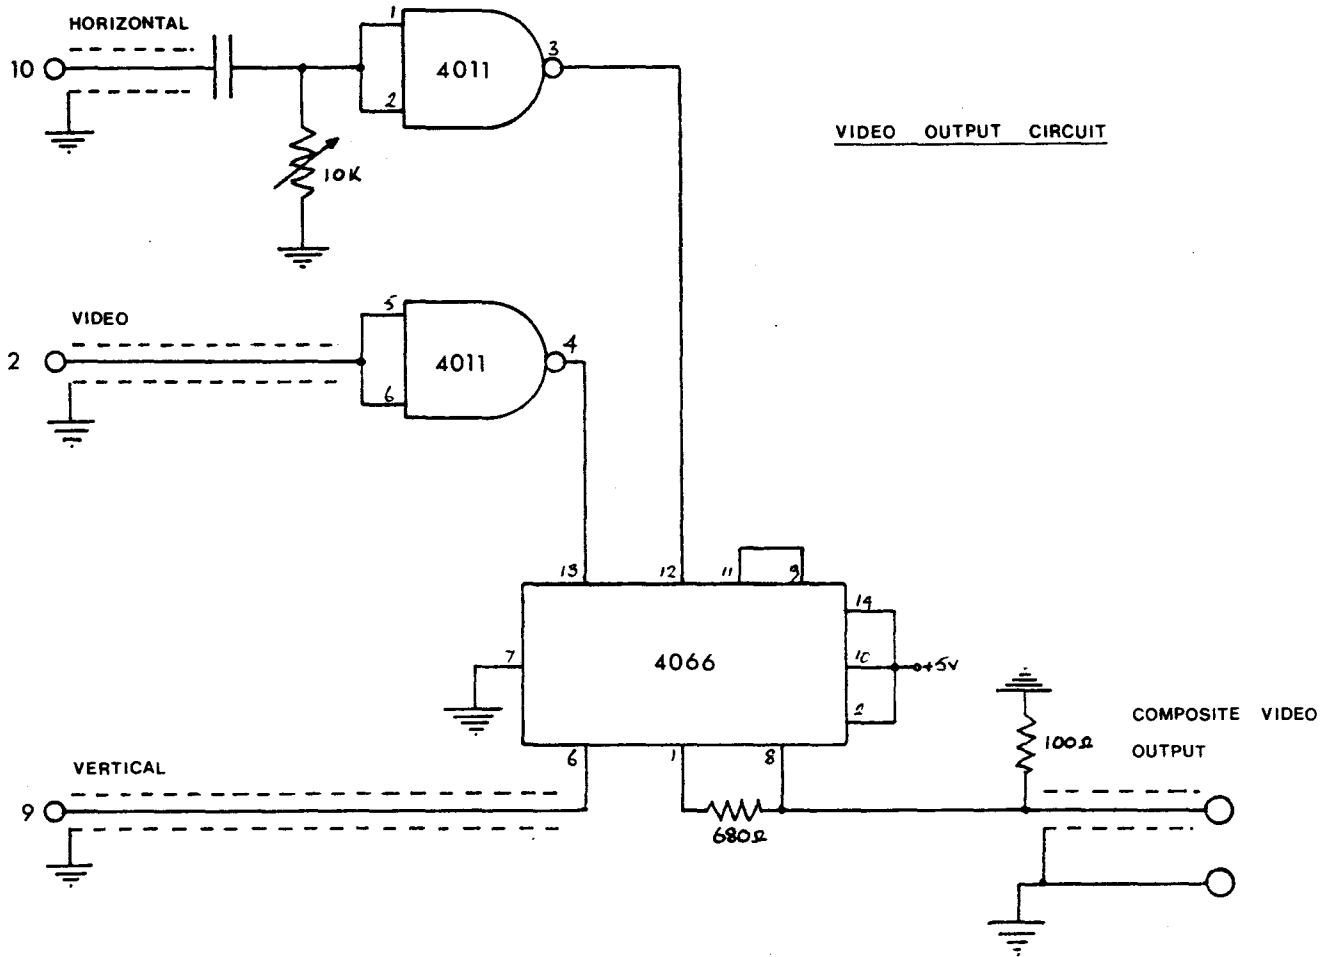 HORIZONTAL
10
1
2
4011
3
10K
VIDEO OUTPUT CIRCUIT
VIDEO
2
5
6
4011
4
13
12
11
9
14
10
2
+5V
7
4066
6
1
8
680Ω
100Ω
COMPOSITE VIDEO
OUTPUT
VERTICAL
9